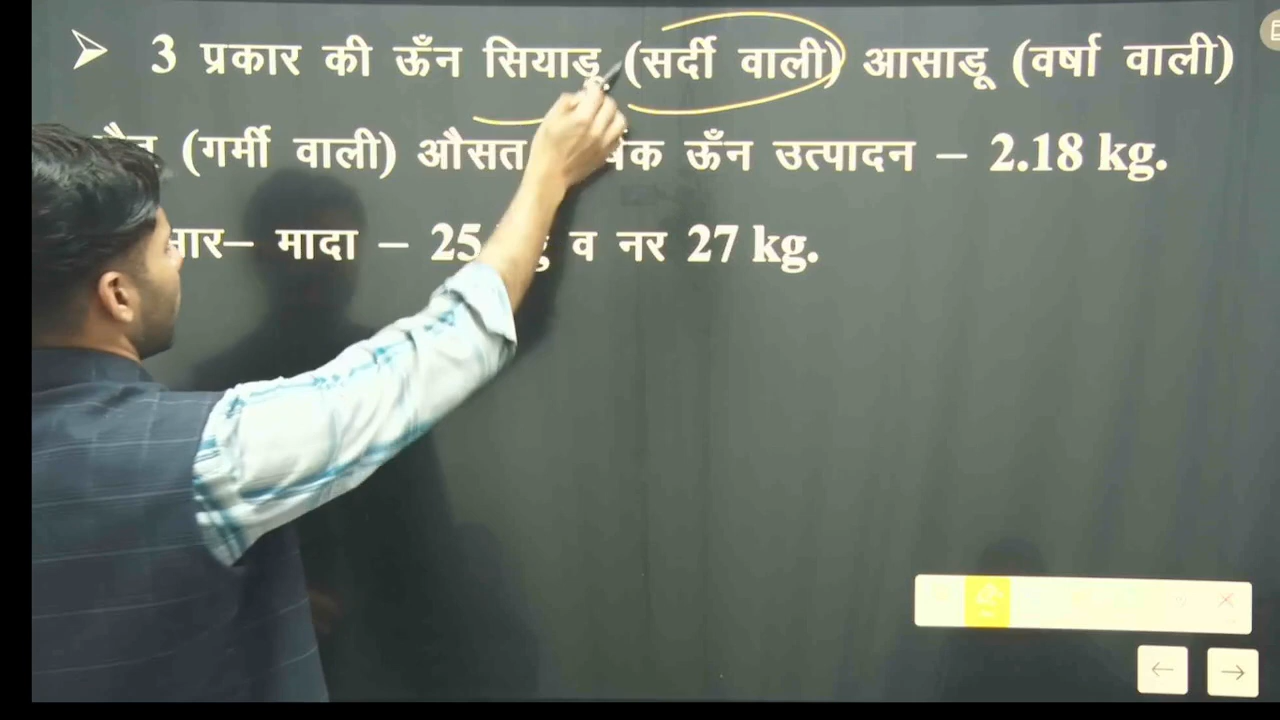 3 प्रकार की ऊँन सियाडू (सर्दी वाली) आसाडू (वर्षा वाली)
(गर्मी वाली) औसत ऊँन उत्पादन – 2.18 kg.
मादा – 25 व नर 27 kg.